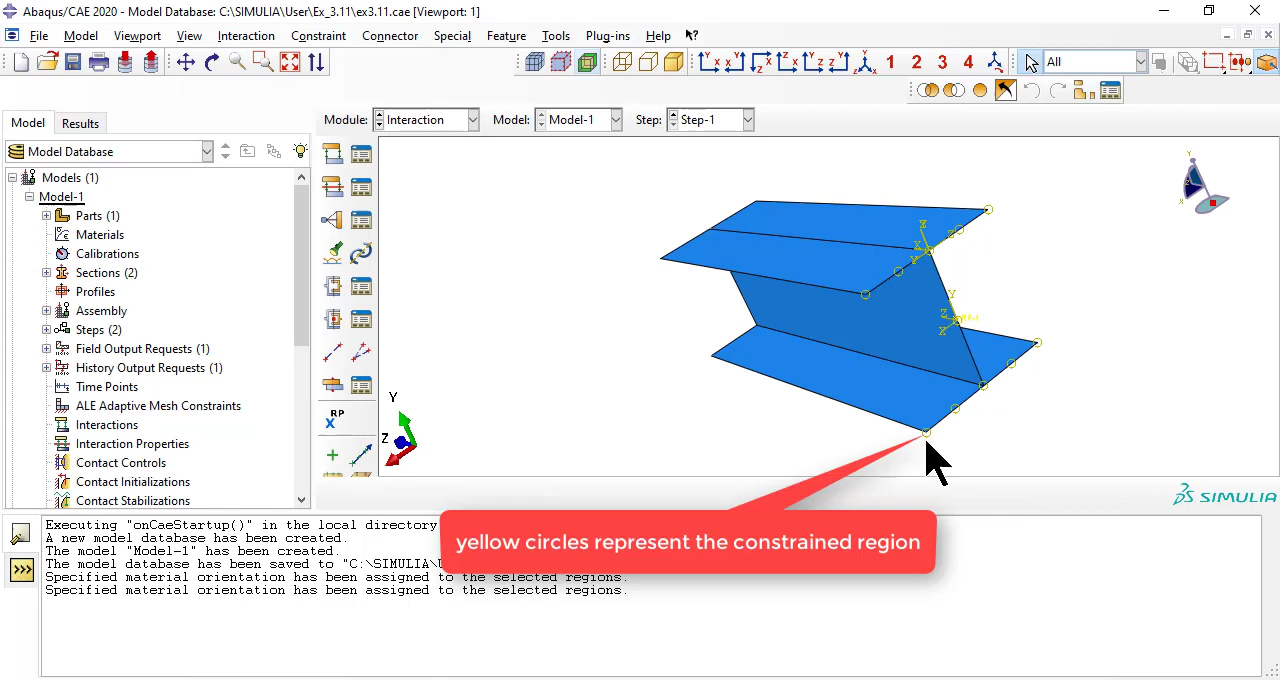 Abaqus/CAE 2020 - Model Database: C:\SIMULIA\User\Ex_3.11\ex3.11.cae [Viewport: 1]
File Model Viewport View Interaction Constraint Connector Special Feature Tools Plug-ins Help
1 2 3 4 All
Model Results Module: Interaction Model: Model-1 Step: Step-1
Model Database
Models (1)
Model-1
Parts (1)
Materials
Calibrations
Sections (2)
Profiles
Assembly
Steps (2)
Field Output Requests (1)
History Output Requests (1)
Time Points
ALE Adaptive Mesh Constraints
Interactions
Interaction Properties
Contact Controls
Contact Initializations
Contact Stabilizations
RP
X
Y
Z
SIMULIA
Executing "onCaeStartup()" in the local directory
A new model database has been created.
The model "Model-1" has been created.
The model database has been saved to "C:\SIMULIA\U
Specified material orientation has been assigned to the selected regions.
Specified material orientation has been assigned to the selected regions.
yellow circles represent the constrained region